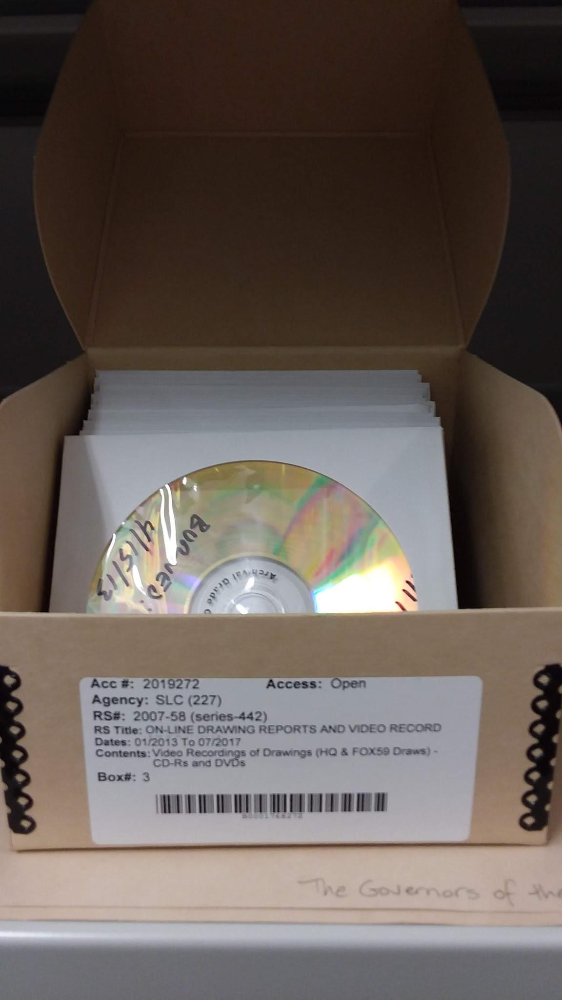 4/15/13
Archival Grade
Acc #: 2019272 Access: Open
Agency: SLC (227)
RS#: 2007-58 (series-442)
RS Title: ON-LINE DRAWING REPORTS AND VIDEO RECORD
Dates: 01/2013 To 07/2017
Contents: Video Recordings of Drawings (HQ & FOX59 Draws) -
CD-Rs and DVDs
Box#: 3
The Governors of the